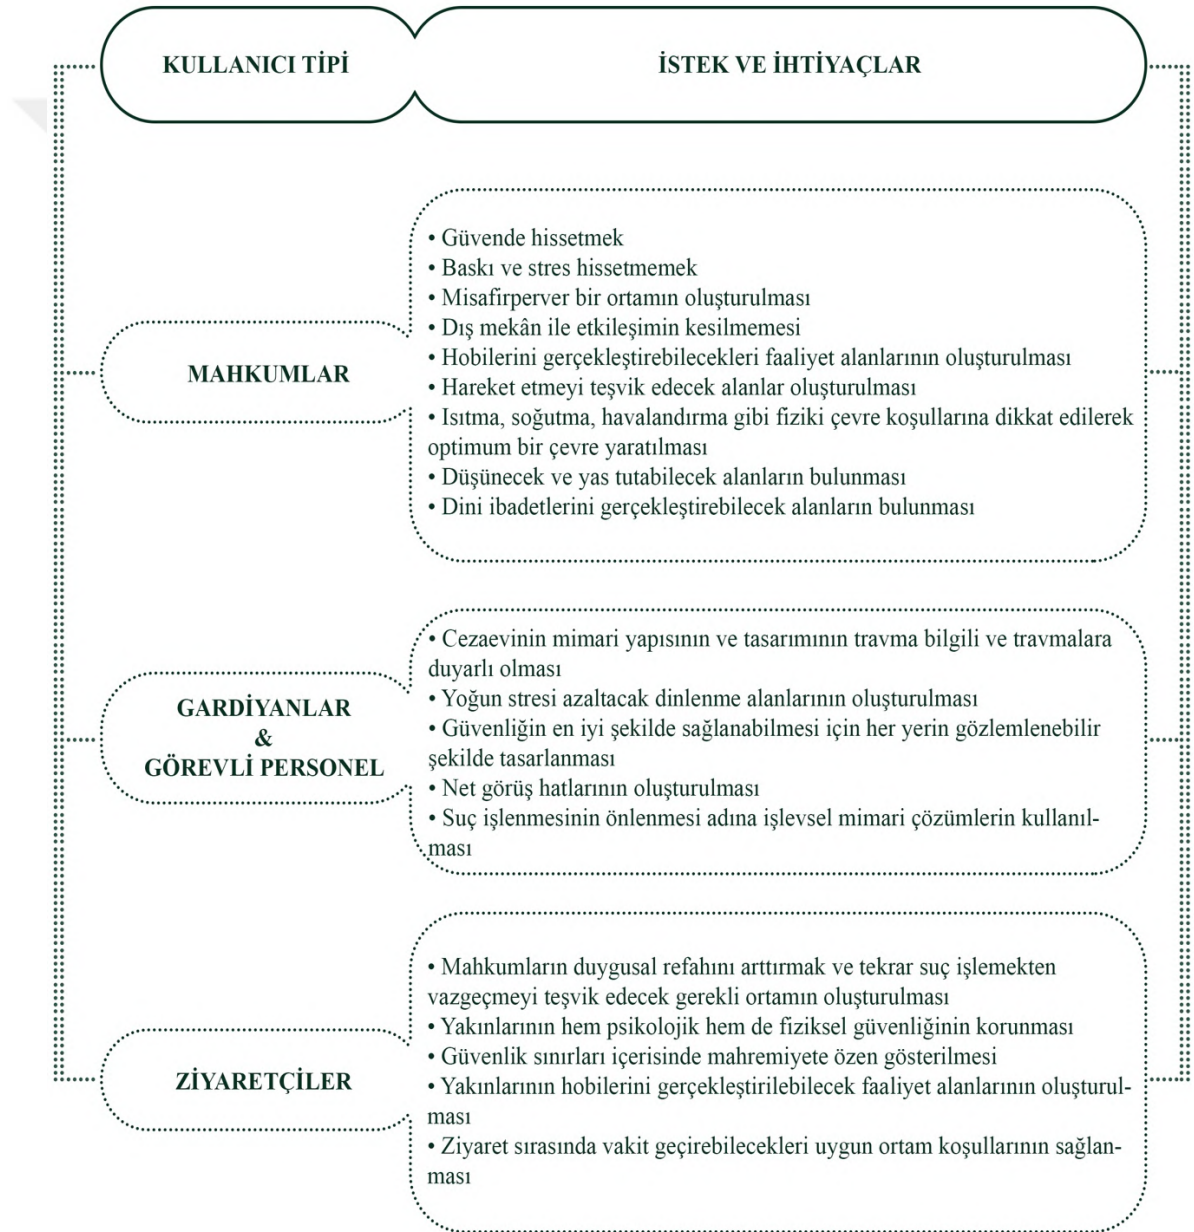 KULLANICI TİPİ
İSTEK VE İHTİYAÇLAR
MAHKUMLAR
• Güvende hissetmek
• Baskı ve stres hissetmemek
• Misafirperver bir ortamın oluşturulması
• Dış mekân ile etkileşimin kesilmemesi
• Hobilerini gerçekleştirebilecekleri faaliyet alanlarının oluşturulması
• Hareket etmeyi teşvik edecek alanlar oluşturulması
• Isıtma, soğutma, havalandırma gibi fiziki çevre koşullarına dikkat edilerek
optimum bir çevre yaratılması
• Düşünecek ve yas tutabilecek alanların bulunması
• Dini ibadetlerini gerçekleştirebilecek alanların bulunması
GARDİYANLAR
&
GÖREVLİ PERSONEL
• Cezaevinin mimari yapısının ve tasarımının travma bilgili ve travmalara
duyarlı olması
• Yoğun stresi azaltacak dinlenme alanlarının oluşturulması
• Güvenliğin en iyi şekilde sağlanabilmesi için her yerin gözlemlenebilir
şekilde tasarlanması
• Net görüş hatlarının oluşturulması
• Suç işlenmesinin önlenmesi adına işlevsel mimari çözümlerin kullanıl-
ması
ZİYARETÇİLER
• Mahkumların duygusal refahını arttırmak ve tekrar suç işlemekten
vazgeçmeyi teşvik edecek gerekli ortamın oluşturulması
• Yakınlarının hem psikolojik hem de fiziksel güvenliğinin korunması
• Güvenlik sınırları içerisinde mahremiyete özen gösterilmesi
• Yakınlarının hobilerini gerçekleştirilebilecek faaliyet alanlarının oluşturul-
ması
• Ziyaret sırasında vakit geçirebilecekleri uygun ortam koşullarının sağlan-
ması